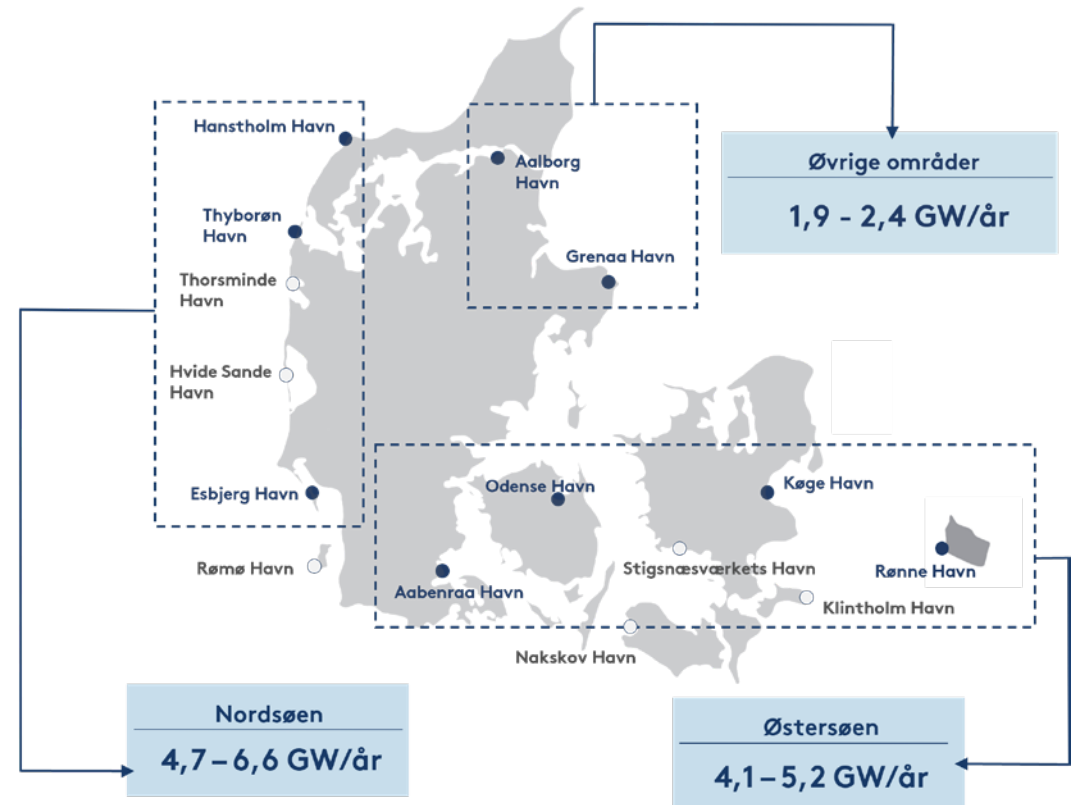 Hanstholm Havn
Aalborg
Havn
Øvrige områder
1,9 - 2,4 GW/år
Thyborøn
Havn
Grenaa Havn
Thorsminde
Havn
Hvide Sande
Havn
Esbjerg Havn
Odense Havn
Køge Havn
Rømø Havn
Aabenraa Havn
Stigsnæsværkets Havn
Rønne Havn
Klintholm Havn
Nakskov Havn
Nordsøen
4,7–6,6 GW/år
Østersøen
4,1–5,2 GW/år